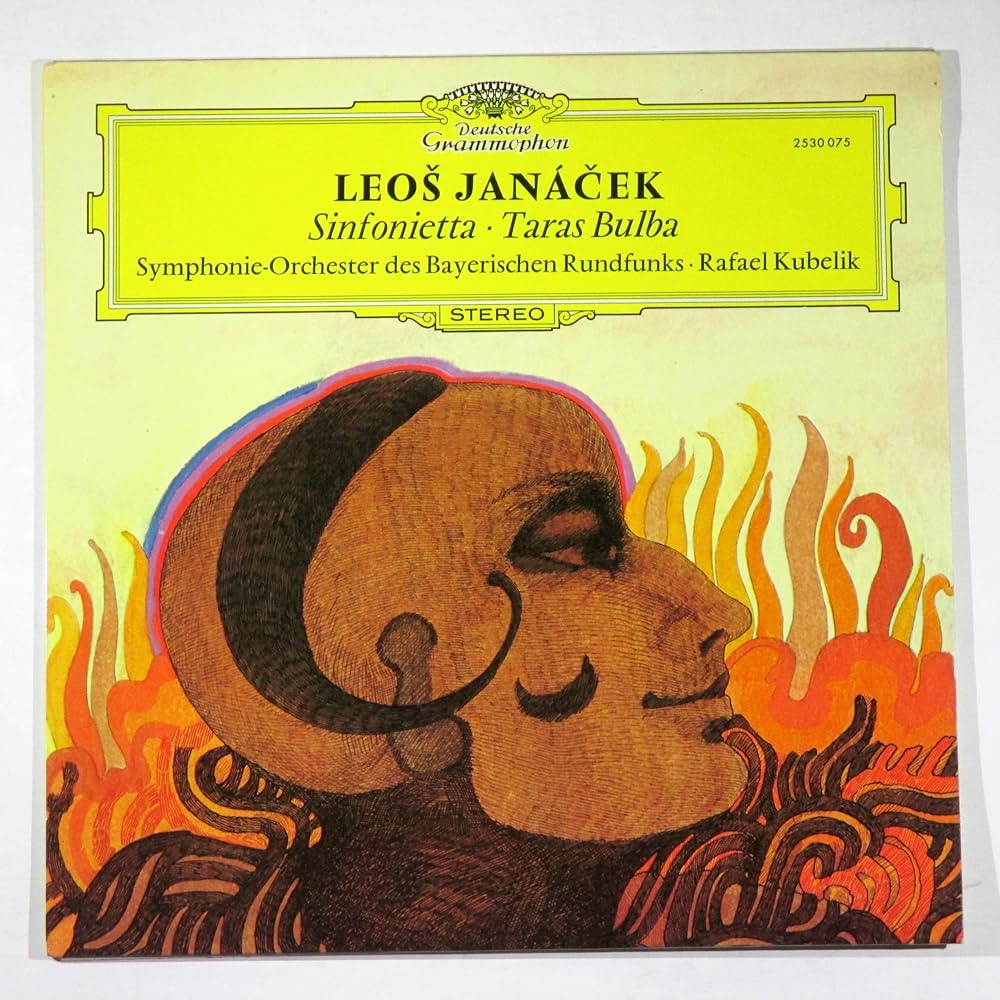 Deutsche
Grammophon
2530 075
LEOŠ JANÁČEK
Sinfonietta · Taras Bulba
Symphonie-Orchester des Bayerischen Rundfunks · Rafael Kubelik
STEREO